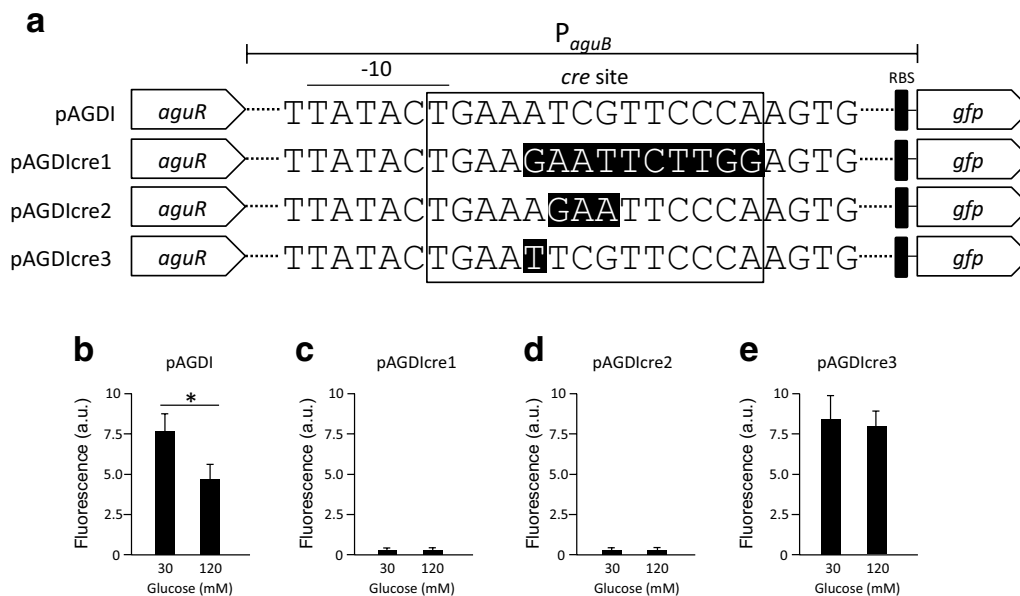 a
P aguB
-10
cre site
RBS
pAGDI aguR TTATACTGAAATCGTTCCCAAGTG gfp
pAGDIcre1 aguR TTATACTGAAGAATTCTTGGAGTG gfp
pAGDIcre2 aguR TTATACTGAAAGAATTCCCAAGTG gfp
pAGDIcre3 aguR TTATACTGAATTCGTTCCCAAGTG gfp
b pAGDI
c pAGDIcre1
d pAGDIcre2
e pAGDIcre3
Fluorescence (a.u.)
10
7.5
5.0
2.5
0
*
30 120
Glucose (mM)
Fluorescence (a.u.)
10
7.5
5.0
2.5
0
30 120
Glucose (mM)
Fluorescence (a.u.)
10
7.5
5.0
2.5
0
30 120
Glucose (mM)
Fluorescence (a.u.)
10
7.5
5.0
2.5
0
30 120
Glucose (mM)